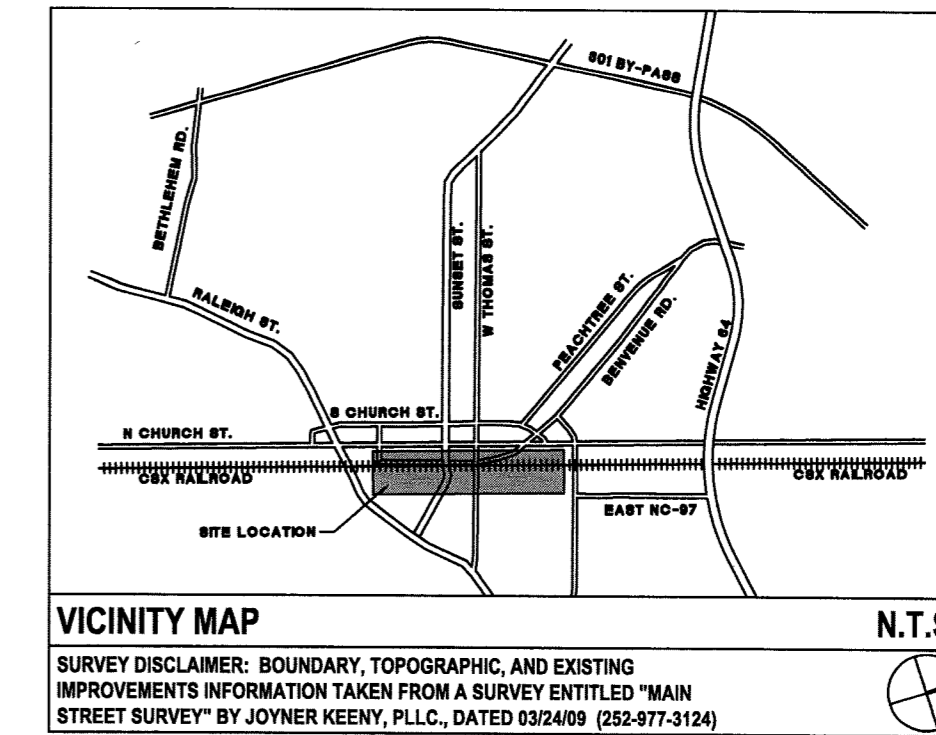 801 BY-PASS
BETHLEHEM RD.
SUNSET ST.
W THOMAS ST.
RALEIGH ST.
PEACHTREE ST.
BENVENUE RD.
HIGHWAY 64
S CHURCH ST.
N CHURCH ST.
CSX RAILROAD
CSX RAILROAD
EAST NC-97
SITE LOCATION
VICINITY MAP
N.T.S
SURVEY DISCLAIMER: BOUNDARY, TOPOGRAPHIC, AND EXISTING
IMPROVEMENTS INFORMATION TAKEN FROM A SURVEY ENTITLED "MAIN
STREET SURVEY" BY JOYNER KEENY, PLLC., DATED 03/24/09 (252-977-3124)